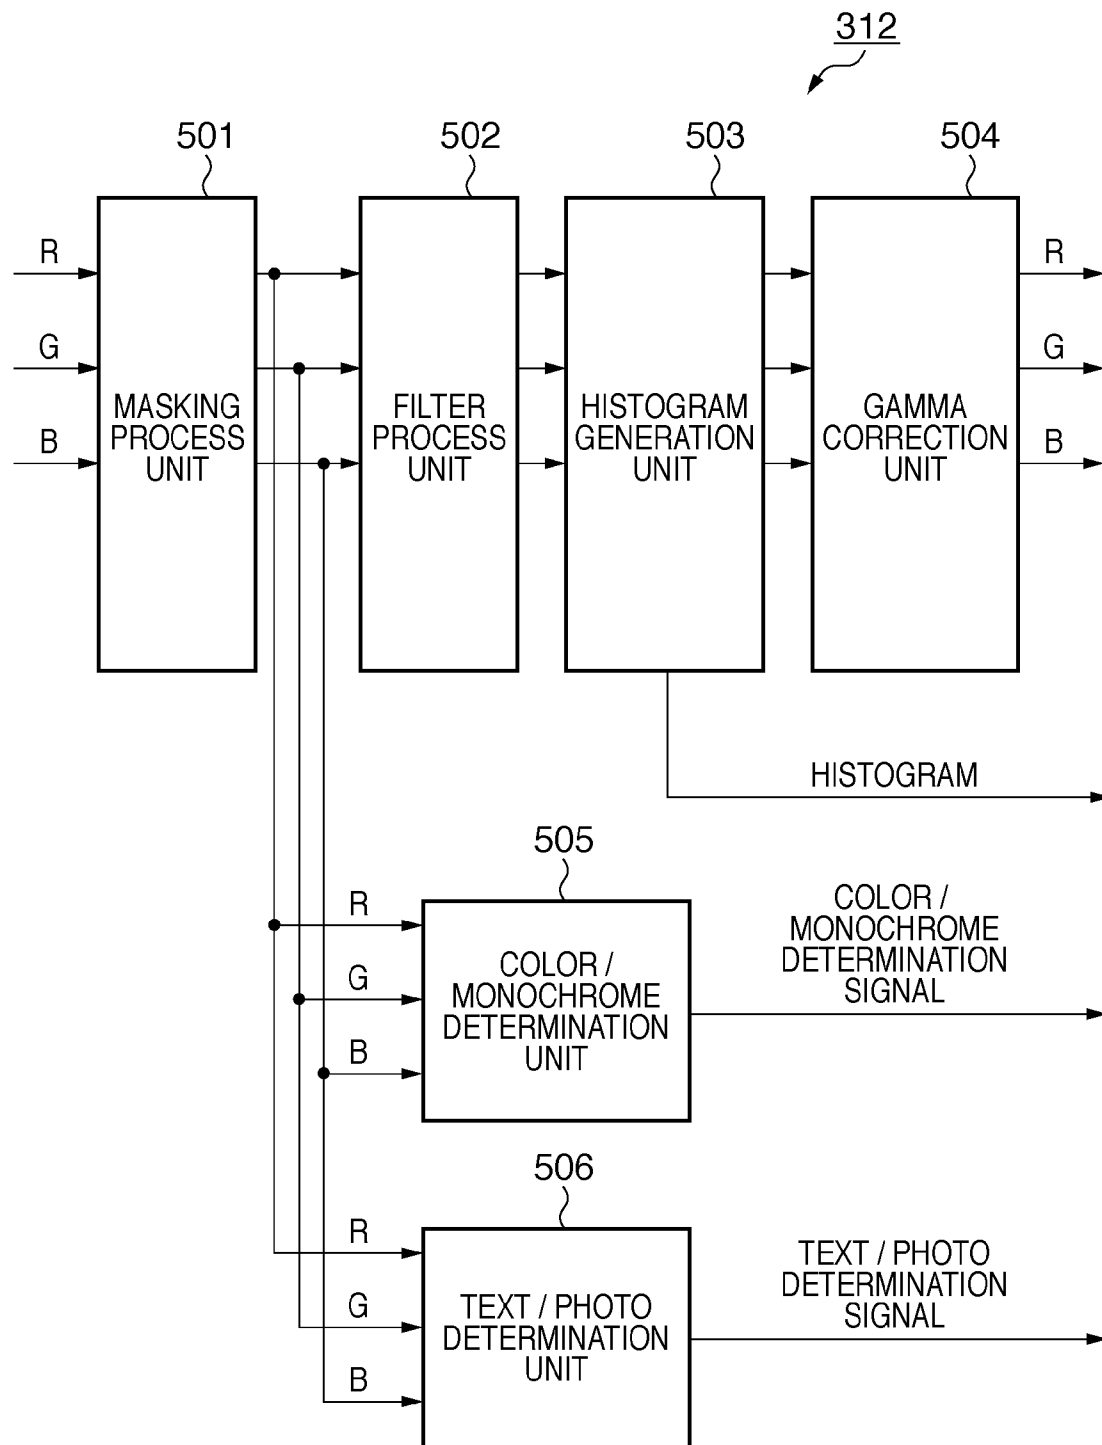 312
501
502
503
504
R
G
B
MASKING
PROCESS
UNIT
FILTER
PROCESS
UNIT
HISTOGRAM
GENERATION
UNIT
GAMMA
CORRECTION
UNIT
R
G
B
HISTOGRAM
505
R
G
B
COLOR /
MONOCHROME
DETERMINATION
UNIT
COLOR /
MONOCHROME
DETERMINATION
SIGNAL
506
R
G
B
TEXT / PHOTO
DETERMINATION
UNIT
TEXT / PHOTO
DETERMINATION
SIGNAL